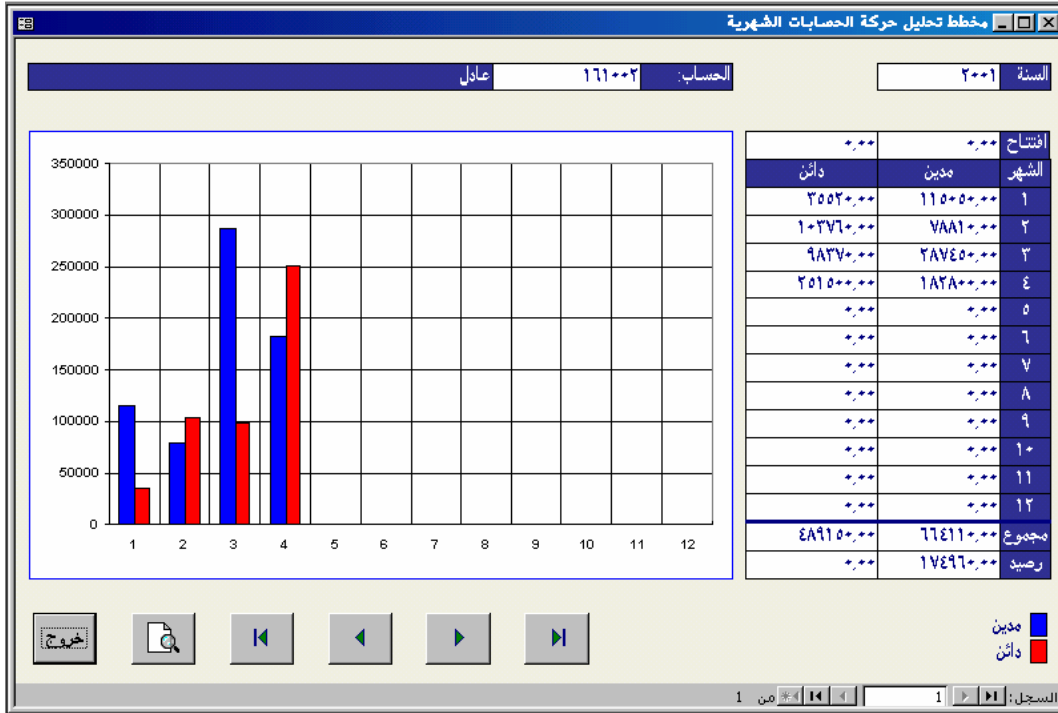 مخطط تحليل حركة الحسابات الشهرية
السنة ٢٠٠١ الحساب: ١٦١٠٠٢ عادل
افتتاح ٠,٠٠ ٠,٠٠
الشهر مدين دائن
١ ١١٥٠٥٠,٠٠ ٣٥٥٢٠,٠٠
٢ ٧٨٨١٠,٠٠ ١٠٣٧٦٠,٠٠
٣ ٢٨٧٤٥٠,٠٠ ٩٨٣٧٠,٠٠
٤ ١٨٢٨٠٠,٠٠ ٢٥١٥٠٠,٠٠
٥ ٠,٠٠ ٠,٠٠
٦ ٠,٠٠ ٠,٠٠
٧ ٠,٠٠ ٠,٠٠
٨ ٠,٠٠ ٠,٠٠
٩ ٠,٠٠ ٠,٠٠
١٠ ٠,٠٠ ٠,٠٠
١١ ٠,٠٠ ٠,٠٠
١٢ ٠,٠٠ ٠,٠٠
مجموع ٦٦٤١١٠,٠٠ ٤٨٩١٥٠,٠٠
رصيد ١٧٤٩٦٠,٠٠ ٠,٠٠
350000
300000
250000
200000
150000
100000
50000
0
1 2 3 4 5 6 7 8 9 10 11 12
مدين
دائن
خروج
السجل: 1 من 1